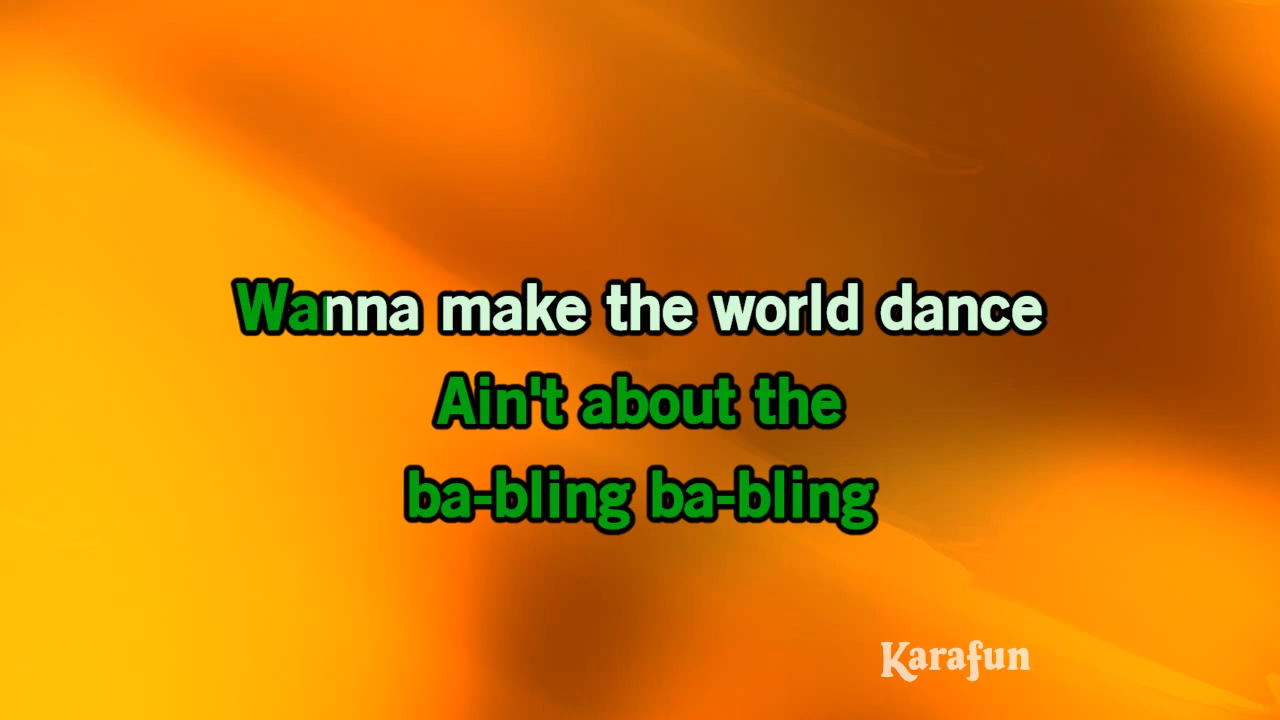 Wanna make the world dance
Ain't about the
ba-bling ba-bling
Karafun